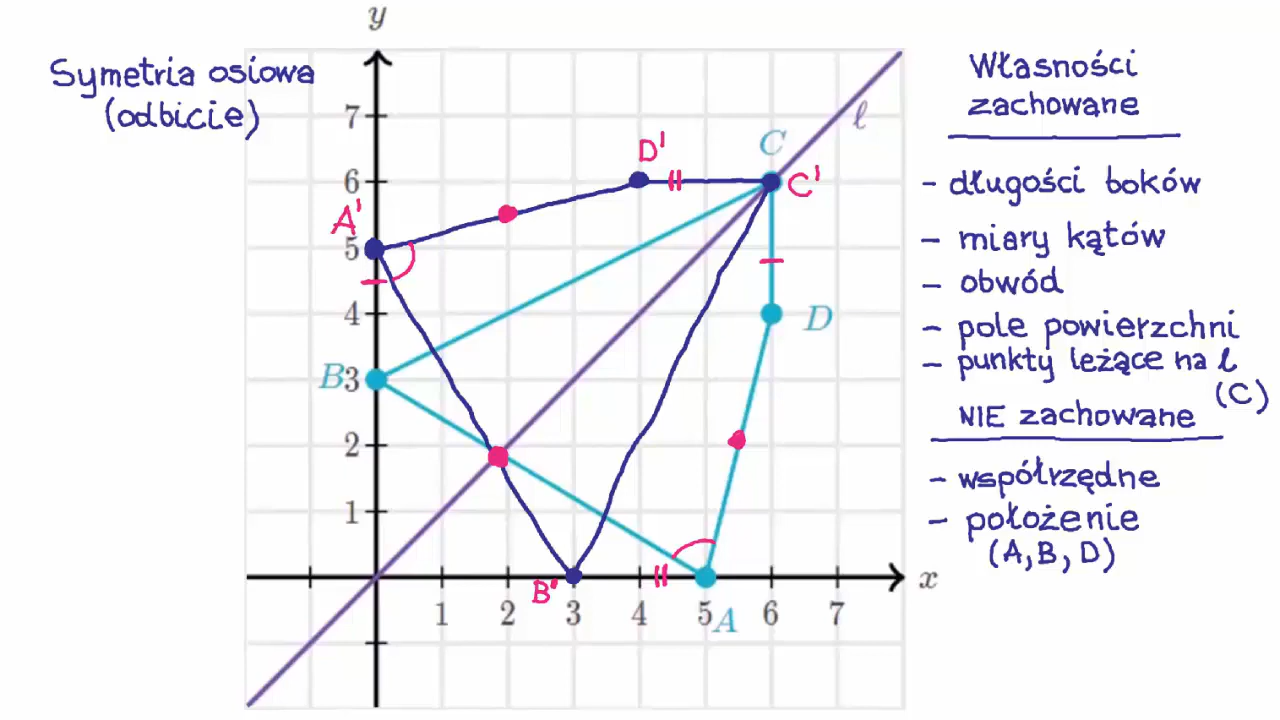 Symetria osiowa
(odbicie)
y
7
6
5
4
3
2
1
1 2 3 4 5 6 7
x
ℓ
A'
B
B'
A
C
C'
D'
D
Własności
zachowane
- długości boków
- miary kątów
- obwód
- pole powierzchni
- punkty leżące na l
(C)
NIE zachowane
- współrzędne
- położenie
(A, B, D)